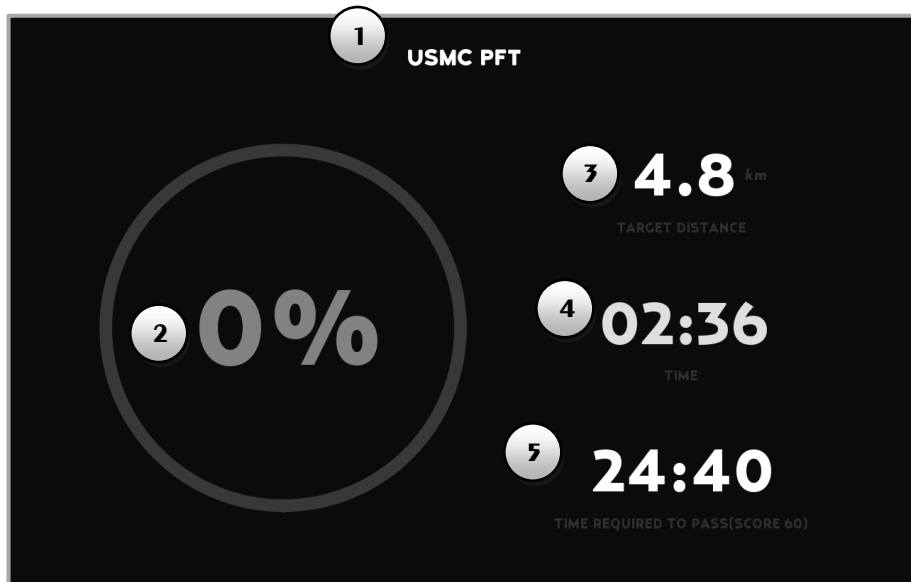 1
USMC PFT
3
4.8 km
TARGET DISTANCE
2
0%
4
02:36
TIME
5
24:40
TIME REQUIRED TO PASS(SCORE 60)